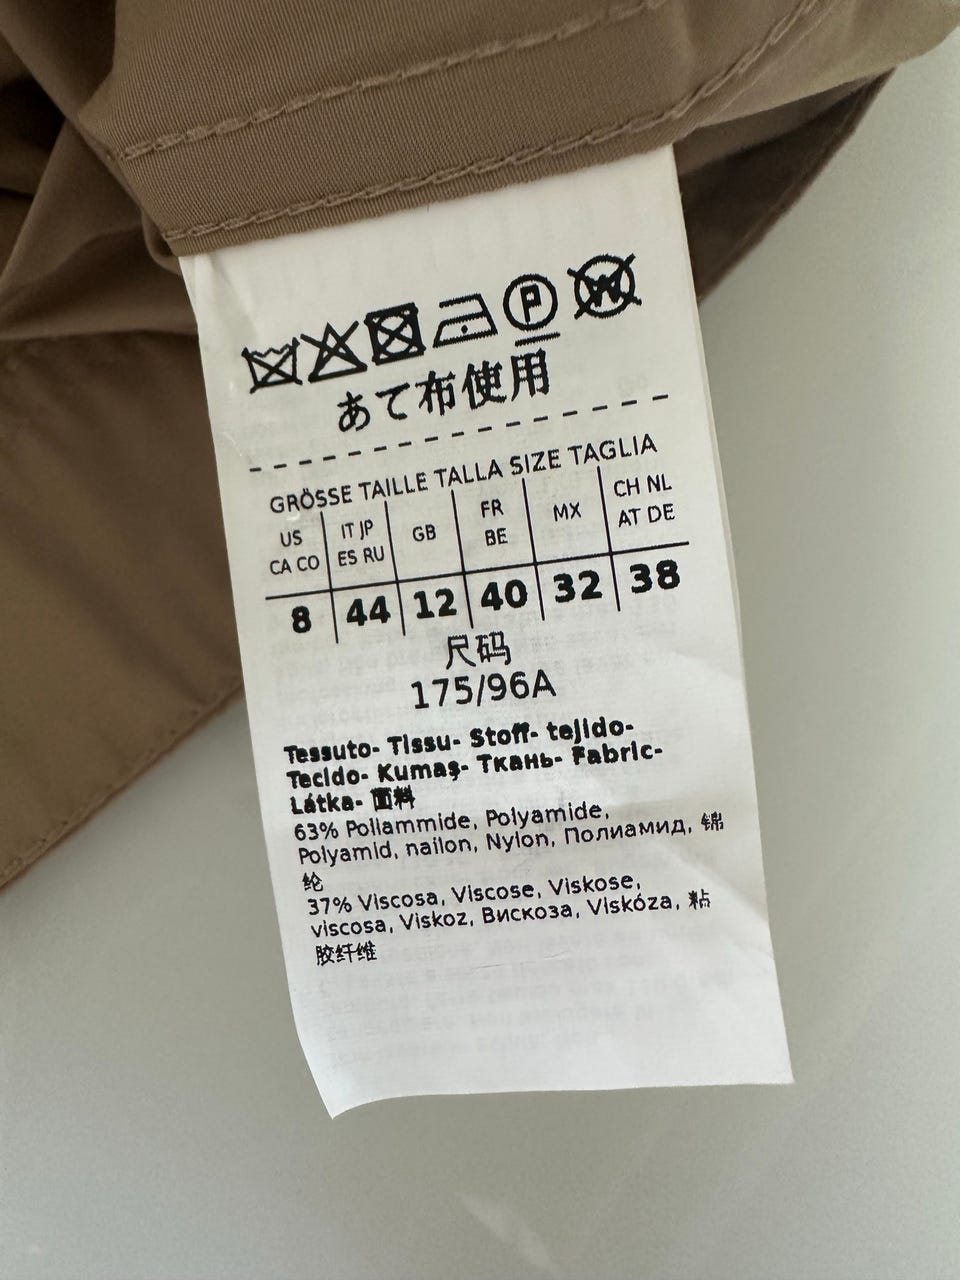 P W
あて布使用
GRÖSSE TAILLE TALLA SIZE TAGLIA
US CA CO | IT JP ES RU | GB | FR BE | MX | CH NL AT DE
8 | 44 | 12 | 40 | 32 | 38
尺码
175/96A
Tessuto- Tissu- Stoff- tejido-
Tecido- Kumaş- Ткань- Fabric-
Látka- 面料
63% Poliammide, Polyamide,
Polyamid, nailon, Nylon, Полиамид, 锦
纶
37% Viscosa, Viscose, Viskose,
viscosa, Viskoz, Вискоза, Viskóza, 粘
胶纤维